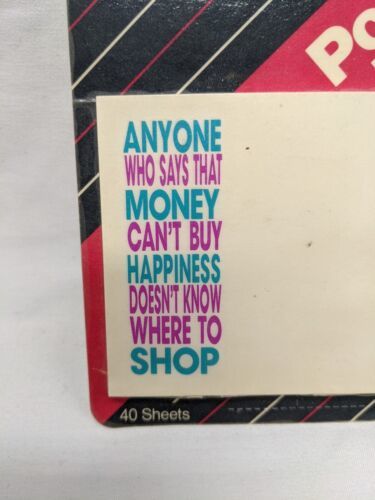 ANYONE
WHO SAYS THAT
MONEY
CAN'T BUY
HAPPINESS
DOESN'T KNOW
WHERE TO
SHOP
40 Sheets